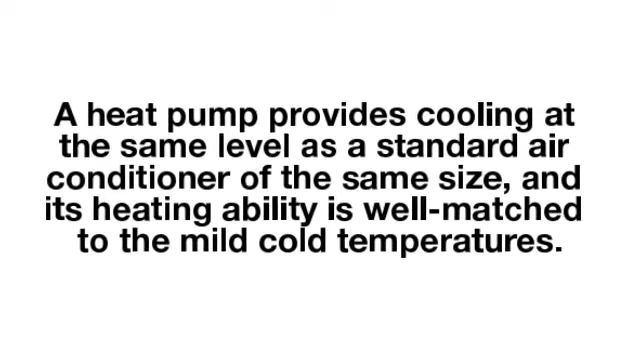 A heat pump provides cooling at
the same level as a standard air
conditioner of the same size, and
its heating ability is well-matched
to the mild cold temperatures.